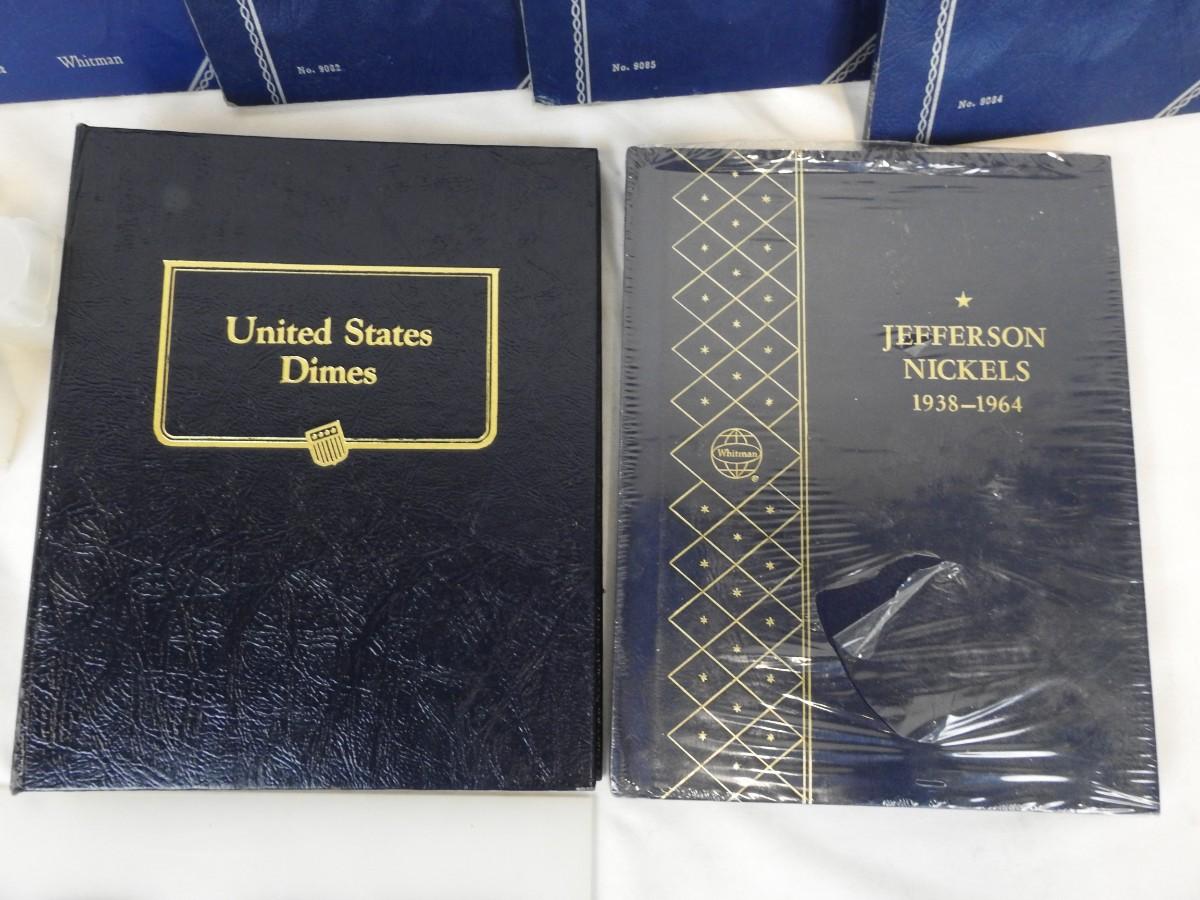 Whitman
No. 9082
No. 9085
No. 9084
United States
Dimes
JEFFERSON
NICKELS
1938–1964
Whitman